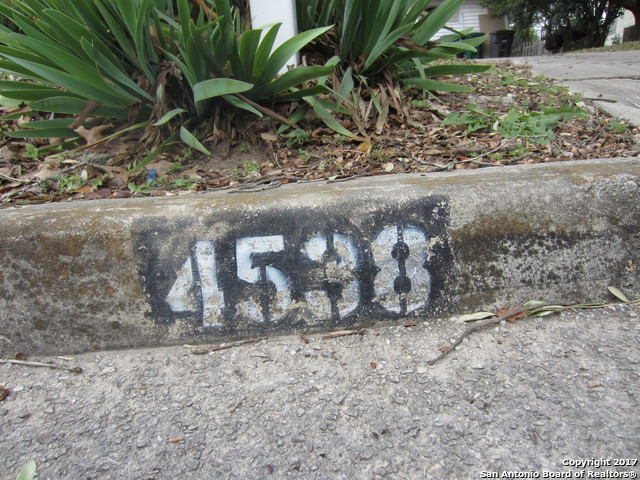 4538
Copyright 2017
San Antonio Board of Realtors®